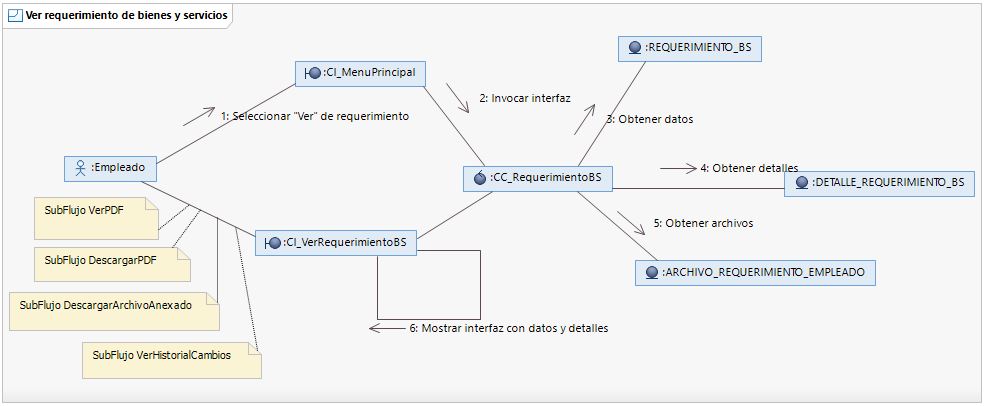 Ver requerimiento de bienes y servicios
:REQUERIMIENTO_BS
:CI_MenuPrincipal
2: Invocar interfaz
1: Seleccionar "Ver" de requerimiento
3: Obtener datos
:Empleado
:CC_RequerimientoBS
4: Obtener detalles
:DETALLE_REQUERIMIENTO_BS
SubFlujo VerPDF
5: Obtener archivos
:CI_VerRequerimientoBS
SubFlujo DescargarPDF
:ARCHIVO_REQUERIMIENTO_EMPLEADO
SubFlujo DescargarArchivoAnexado
6: Mostrar interfaz con datos y detalles
SubFlujo VerHistorialCambios